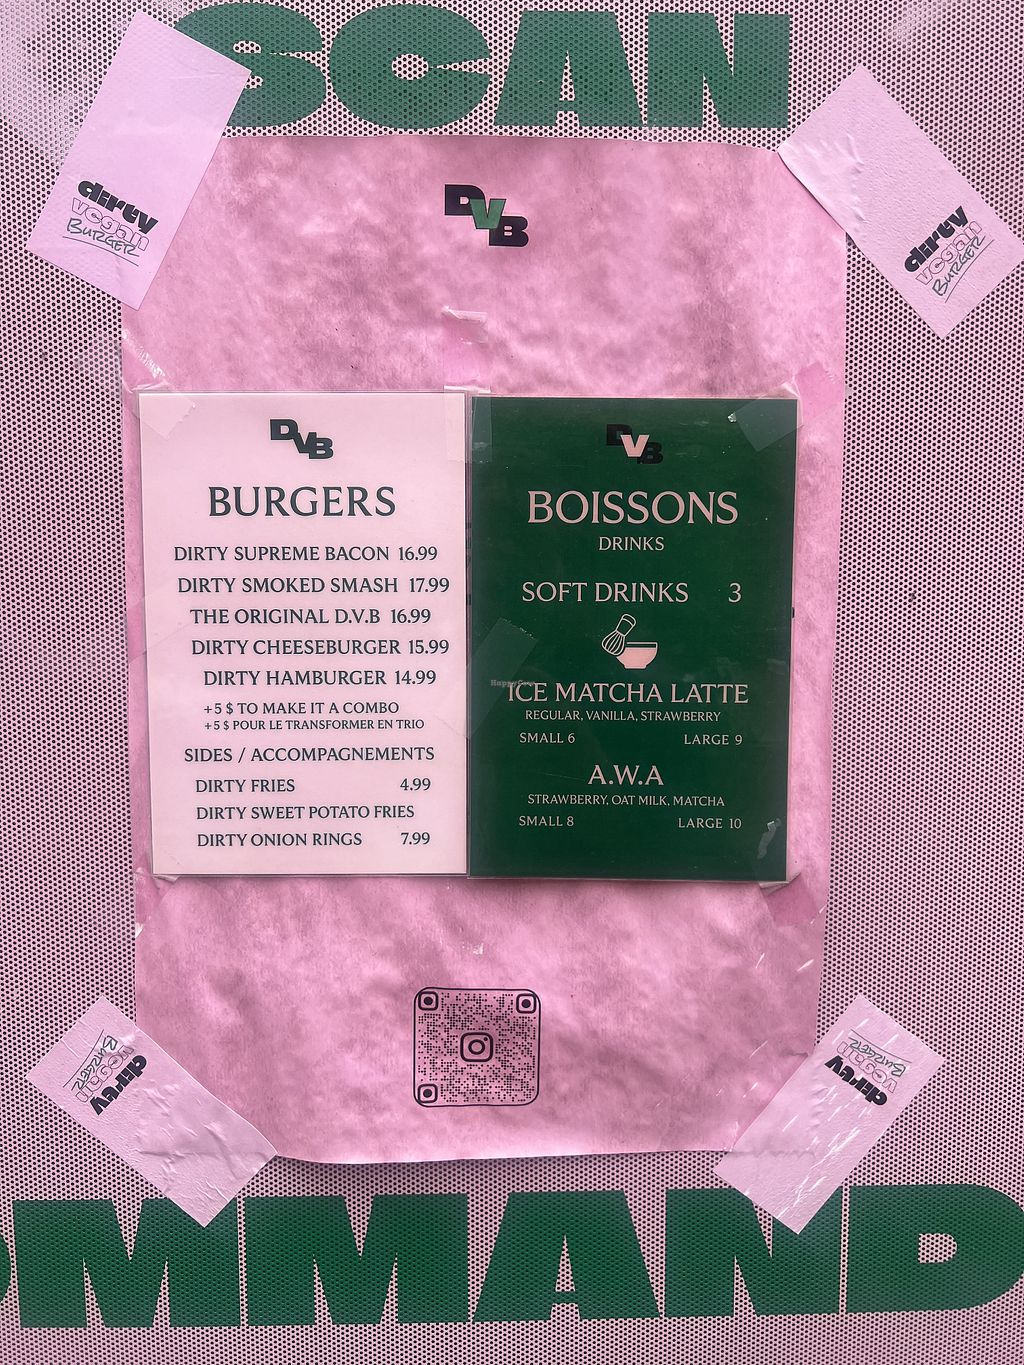 SCAN
dirty
vegan
BURGER
dirty
vegan
BURGER
DVB
DVB
BURGERS
DIRTY SUPREME BACON 16.99
DIRTY SMOKED SMASH 17.99
THE ORIGINAL D.V.B 16.99
DIRTY CHEESEBURGER 15.99
DIRTY HAMBURGER 14.99
+5 $ TO MAKE IT A COMBO
+5 $ POUR LE TRANSFORMER EN TRIO
SIDES / ACCOMPAGNEMENTS
DIRTY FRIES 4.99
DIRTY SWEET POTATO FRIES
DIRTY ONION RINGS 7.99
DVB
BOISSONS
DRINKS
SOFT DRINKS 3
ICE MATCHA LATTE
REGULAR, VANILLA, STRAWBERRY
SMALL 6 LARGE 9
A.W.A
STRAWBERRY, OAT MILK, MATCHA
SMALL 8 LARGE 10
dirty
vegan
BURGER
dirty
vegan
BURGER
OMMAND